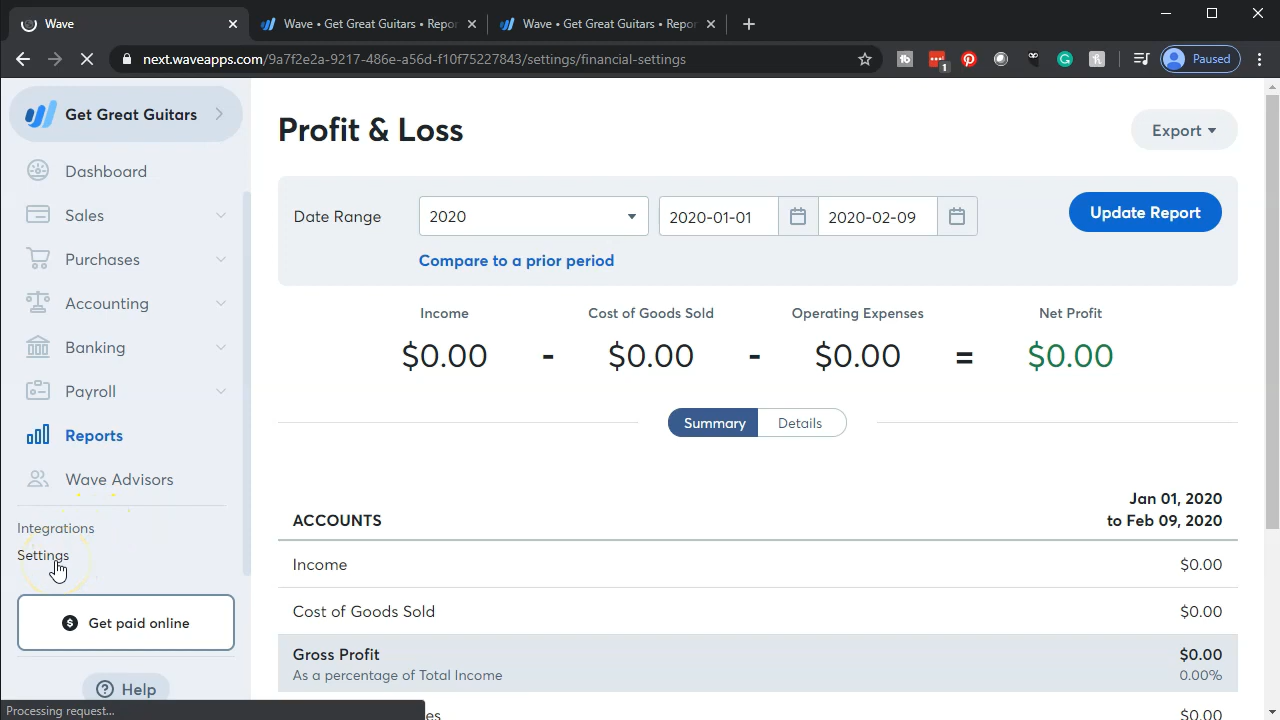 Wave
Wave • Get Great Guitars • Repor
Wave • Get Great Guitars • Repor
next.waveapps.com/9a7f2e2a-9217-486e-a56d-f10f75227843/settings/financial-settings
1
Paused
Get Great Guitars
Dashboard
Sales
Purchases
Accounting
Banking
Payroll
Reports
Wave Advisors
Integrations
Settings
$ Get paid online
? Help
Processing request...
Profit & Loss
Export
Date Range
2020
2020-01-01
2020-02-09
Update Report
Compare to a prior period
Income Cost of Goods Sold Operating Expenses Net Profit
$0.00 - $0.00 - $0.00 = $0.00
Summary Details
Jan 01, 2020
ACCOUNTS to Feb 09, 2020
Income $0.00
Cost of Goods Sold $0.00
Gross Profit $0.00
As a percentage of Total Income 0.00%
$0.00